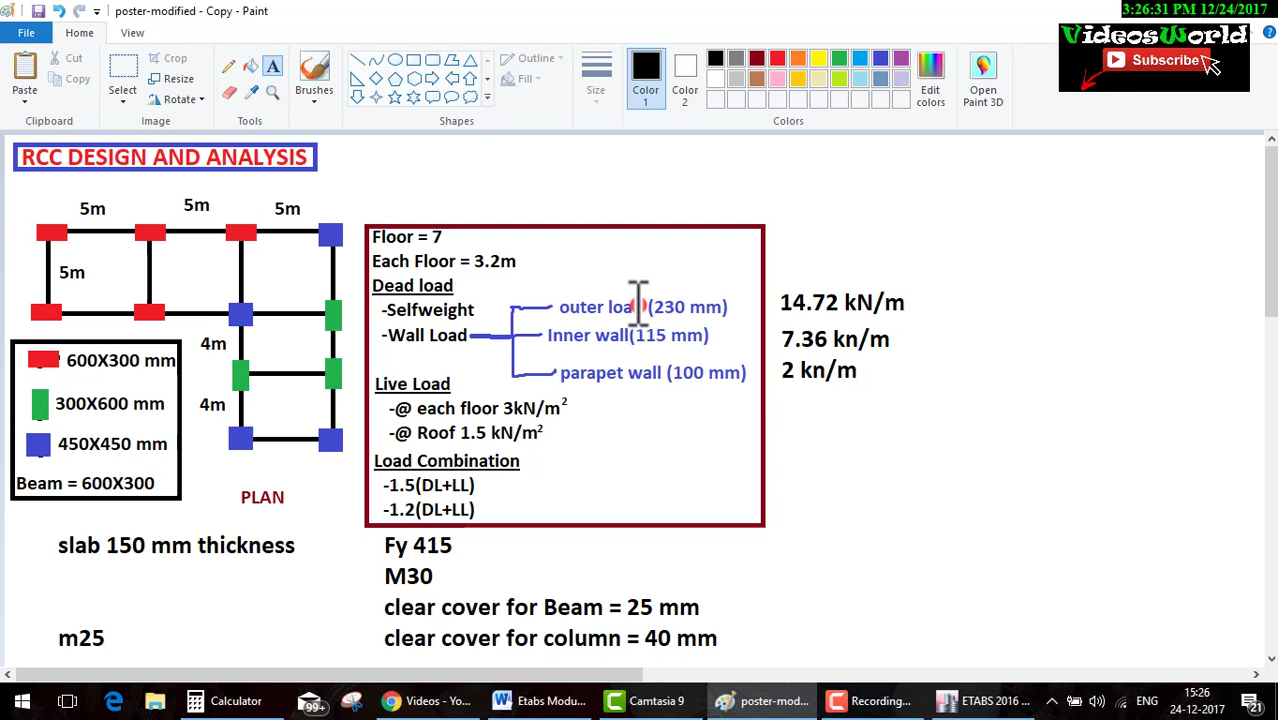 poster-modified - Copy - Paint
3:26:31 PM 12/24/2017
File
Home
View
VideosWorld
Subscribe
Paste
Cut
Copy
Clipboard
Select
Crop
Resize
Rotate
Image
Tools
Brushes
Shapes
Outline
Fill
Size
Color 1
Color 2
Colors
Edit colors
Open Paint 3D
RCC DESIGN AND ANALYSIS
5m
5m
5m
5m
4m
4m
600X300 mm
300X600 mm
450X450 mm
Beam = 600X300
PLAN
Floor = 7
Each Floor = 3.2m
Dead load
-Selfweight
-Wall Load
outer load (230 mm)
Inner wall(115 mm)
parapet wall (100 mm)
Live Load
-@ each floor 3kN/m²
-@ Roof 1.5 kN/m²
Load Combination
-1.5(DL+LL)
-1.2(DL+LL)
14.72 kN/m
7.36 kn/m
2 kn/m
slab 150 mm thickness
m25
Fy 415
M30
clear cover for Beam = 25 mm
clear cover for column = 40 mm
Calculator
99+
Videos - Yo...
Etabs Modu...
Camtasia 9
poster-mod...
Recording...
ETABS 2016 ...
ENG
15:26
24-12-2017
21